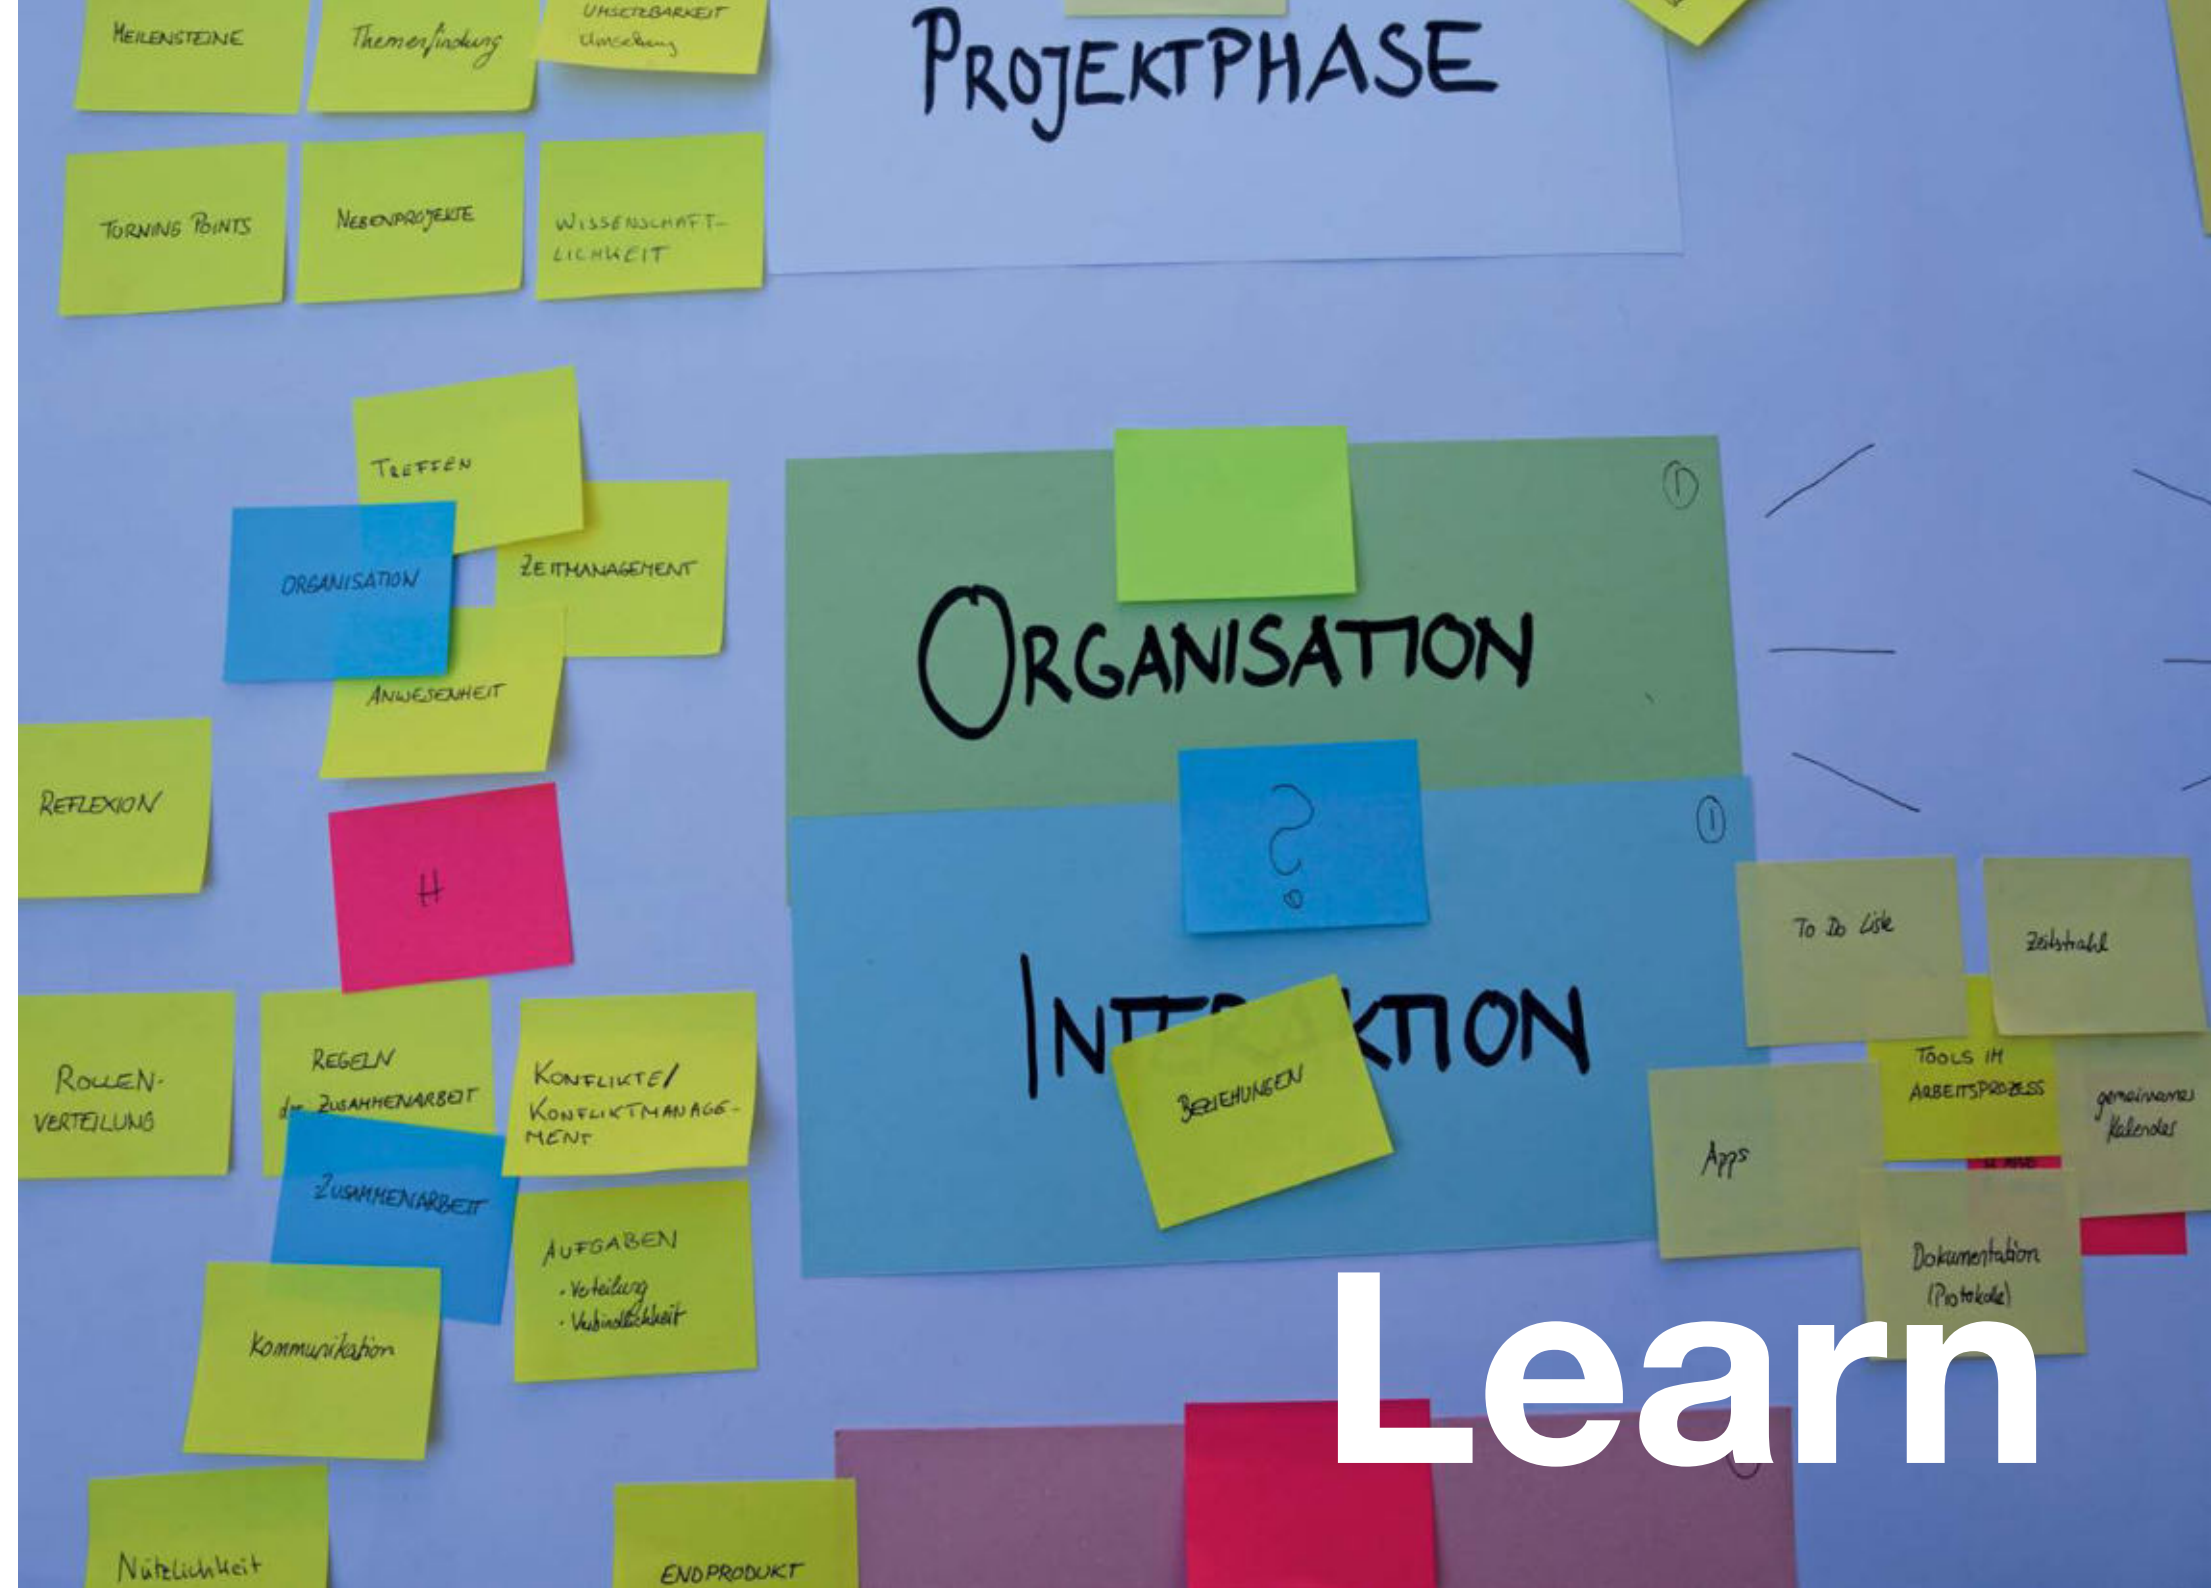 MEILENSTEINE
Themenfindung
UMSETZBARKEIT
Umsetzung
PROJEKTPHASE
TURNING POINTS
NEBENPROJEKTE
WISSENSCHAFT-
LICHKEIT
TREFFEN
ORGANISATION
ZEITMANAGEMENT
ANWESENHEIT
ORGANISATION
1
REFLEXION
H
?
1
INTERAKTION
BEZIEHUNGEN
To Do Liste
Zeitstrahl
TOOLS IM
ARBEITSPROZESS
gemeinsamer
Kalender
Apps
Dokumentation
(Protokolle)
ROLLEN-
VERTEILUNG
REGELN
der ZUSAMMENARBEIT
KONFLIKTE/
KONFLIKTMANAGE-
MENT
ZUSAMMENARBEIT
AUFGABEN
• Verteilung
• Verbindlichkeit
Kommunikation
Learn
Nützlichkeit
ENDPRODUKT